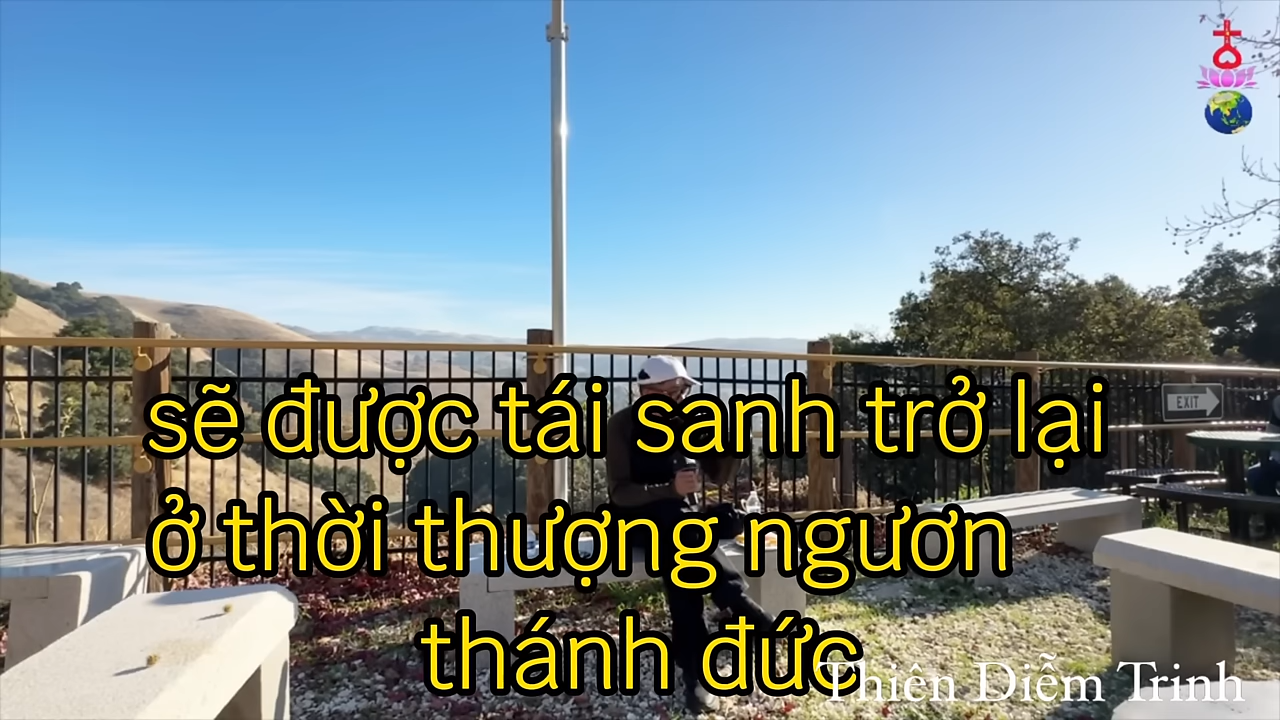 EXIT
sẽ được tái sanh trở lại
ở thời thượng ngươn
thánh đức
Thiên Diễm Trinh